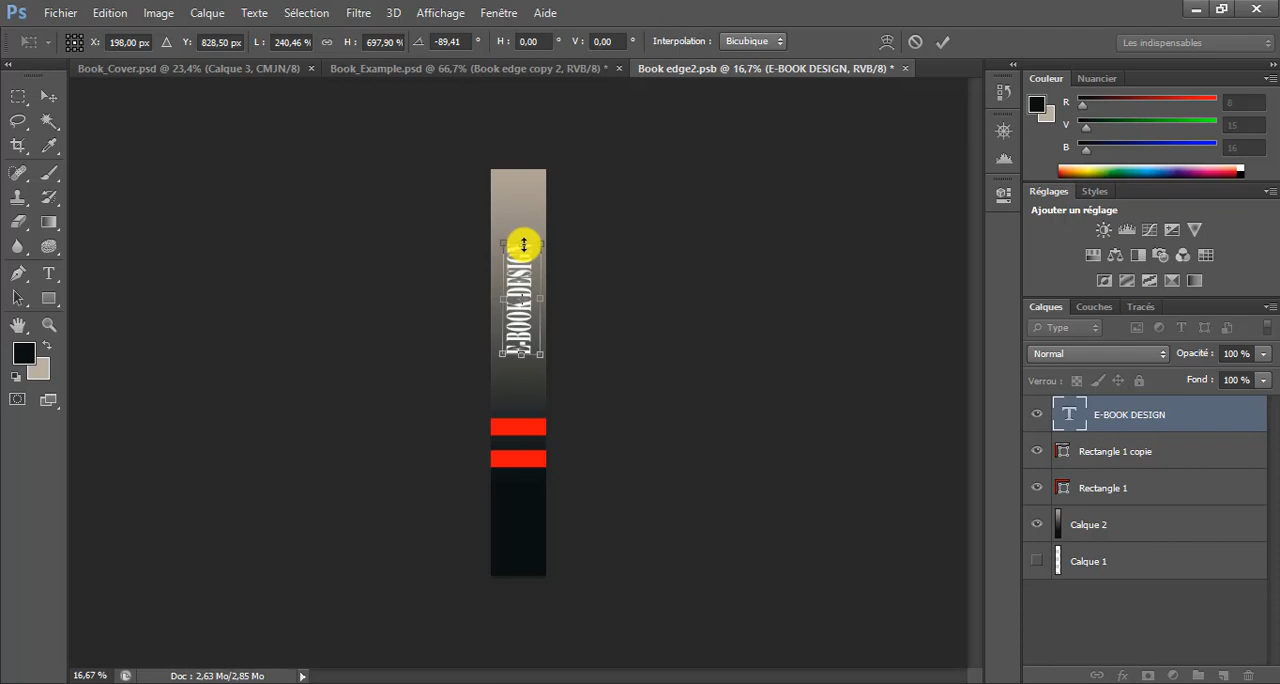 Ps Fichier Edition Image Calque Texte Sélection Filtre 3D Affichage Fenêtre Aide
X: 198,00 px Y: 828,50 px L: 240,46 % H: 697,90 % -89,41 ° H: 0,00 ° V: 0,00 ° Interpolation : Bicubique Les indispensables
Book_Cover.psd @ 23,4% (Calque 3, CMJN/8) × Book_Example.psd @ 66,7% (Book edge copy 2, RVB/8) * × Book edge2.psb @ 16,7% (E-BOOK DESIGN, RVB/8) * ×
Couleur Nuancier
R 8
V 15
B 16
Réglages Styles
Ajouter un réglage
E-BOOK DESIGN
Calques Couches Tracés
Type
Normal Opacité : 100 %
Verrou : Fond : 100 %
T E-BOOK DESIGN
Rectangle 1 copie
Rectangle 1
Calque 2
Calque 1
16,67 % Doc : 2,63 Mo/2,85 Mo